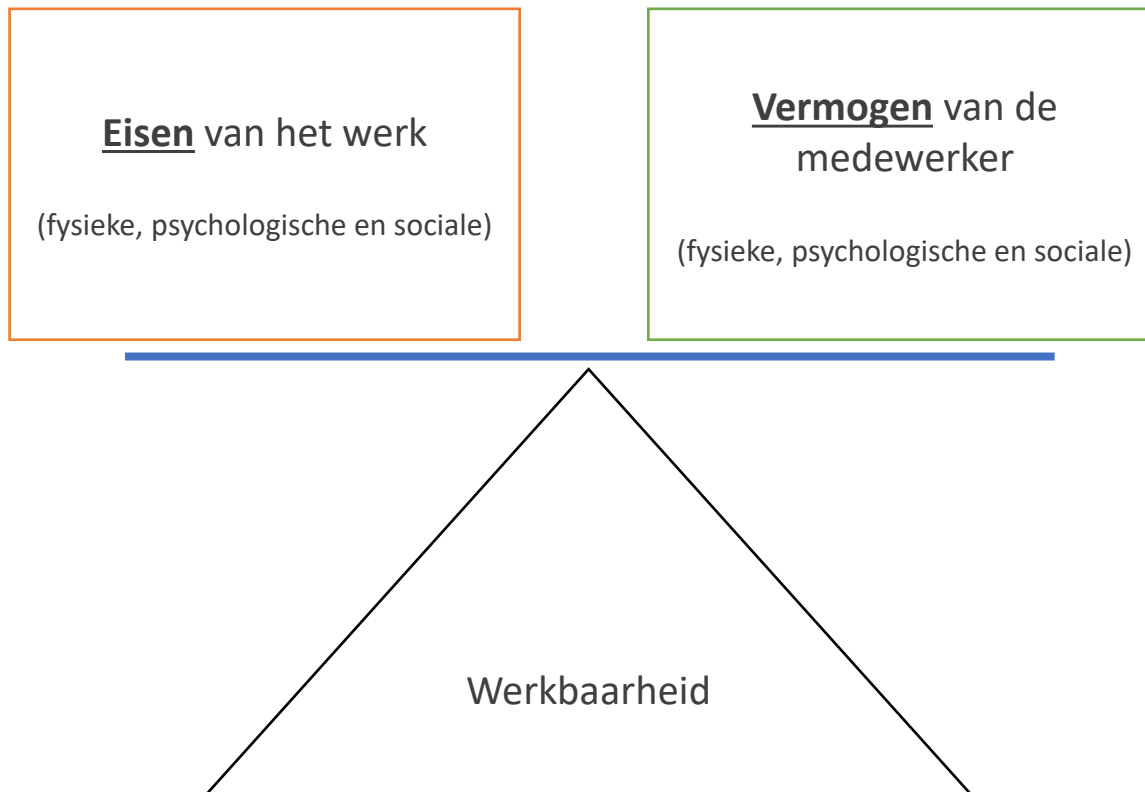 Eisen van het werk
(fysieke, psychologische en sociale)
Vermogen van de
medewerker
(fysieke, psychologische en sociale)
Werkbaarheid